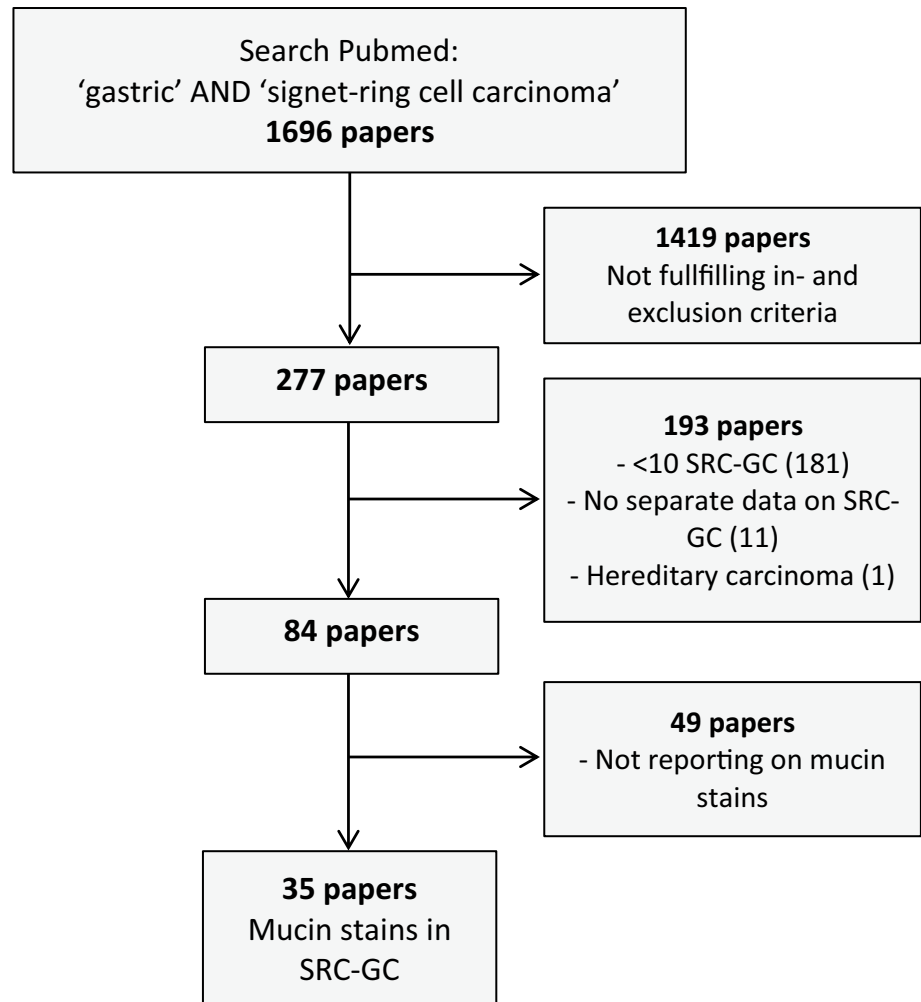 Search Pubmed:
‘gastric’ AND ‘signet-ring cell carcinoma’
1696 papers
1419 papers
Not fullfilling in- and
exclusion criteria
277 papers
193 papers
- <10 SRC-GC (181)
- No separate data on SRC-
GC (11)
- Hereditary carcinoma (1)
84 papers
49 papers
- Not reporting on mucin
stains
35 papers
Mucin stains in
SRC-GC